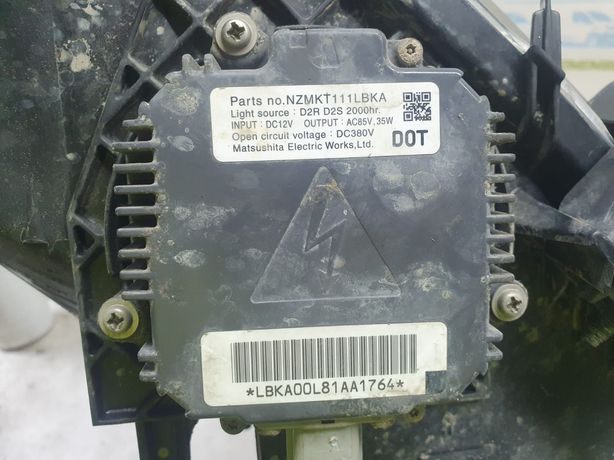 Parts no.NZMKT111LBKA
Light source : D2R D2S 2000hr.
INPUT : DC12V OUTPUT : AC85V, 35W
Open circuit voltage : DC380V
Matsushita Electric Works,Ltd.
DOT
*LBKA00L81AA1764*